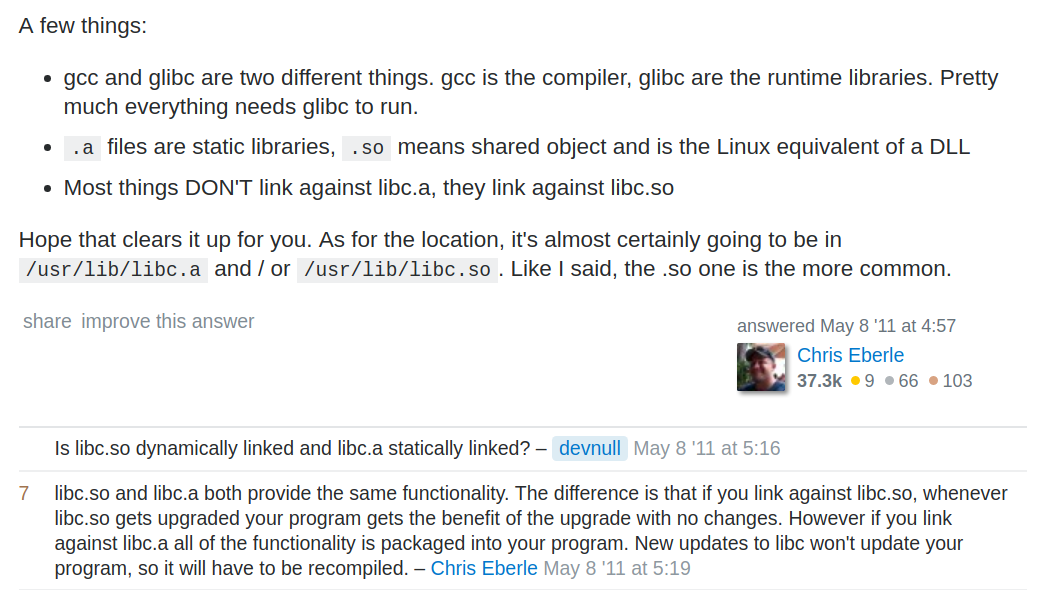 A few things:
gcc and glibc are two different things. gcc is the compiler, glibc are the runtime libraries. Pretty
much everything needs glibc to run.
.a files are static libraries, .so means shared object and is the Linux equivalent of a DLL
Most things DON'T link against libc.a, they link against libc.so
Hope that clears it up for you. As for the location, it's almost certainly going to be in
/usr/lib/libc.a and / or /usr/lib/libc.so. Like I said, the .so one is the more common.
share improve this answer
answered May 8 '11 at 4:57
Chris Eberle
37.3k 9 66 103
Is libc.so dynamically linked and libc.a statically linked? – devnull May 8 '11 at 5:16
7 libc.so and libc.a both provide the same functionality. The difference is that if you link against libc.so, whenever
libc.so gets upgraded your program gets the benefit of the upgrade with no changes. However if you link
against libc.a all of the functionality is packaged into your program. New updates to libc won't update your
program, so it will have to be recompiled. – Chris Eberle May 8 '11 at 5:19